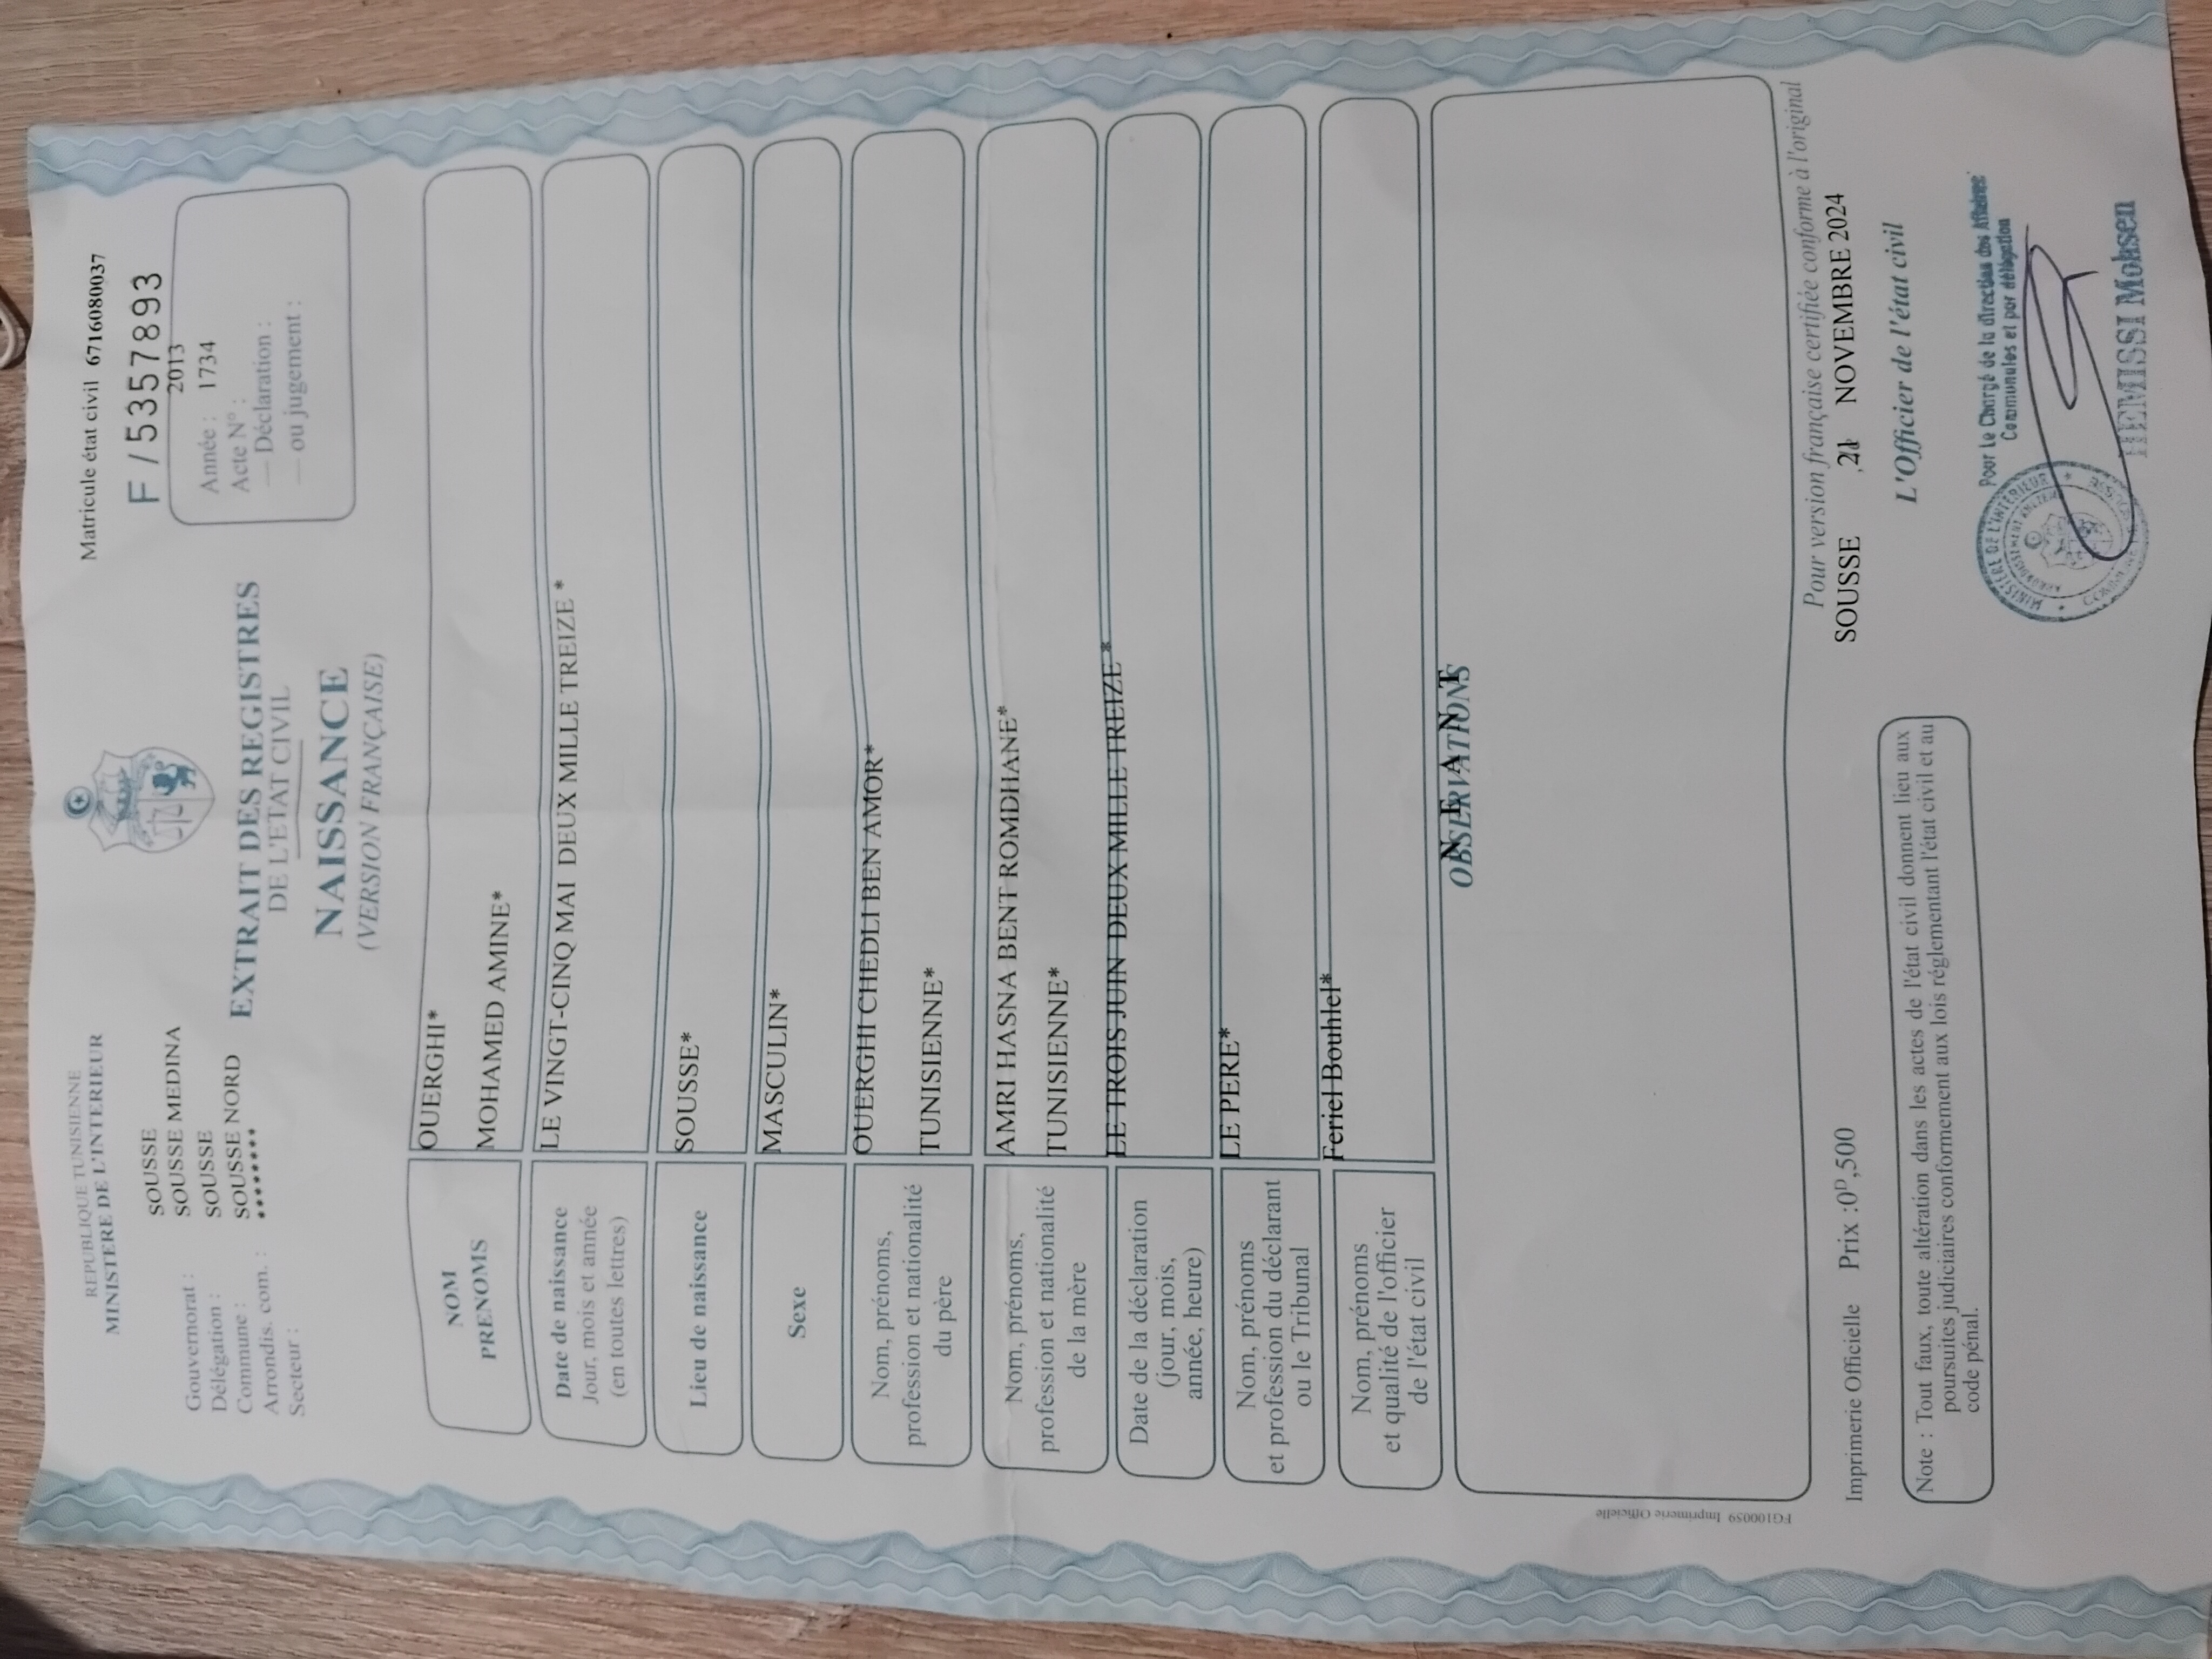 REPUBLIQUE TUNISIENNE
MINISTERE DE L'INTERIEUR
Matricule état civil 6716080037
F / 5357893
Gouvernorat : SOUSSE
Délégation : SOUSSE MEDINA
Commune : SOUSSE
Arrondis. com. : SOUSSE NORD
Secteur : ********
2013
Année :
Acte N° : 1734
— Déclaration :
— ou jugement :
EXTRAIT DES REGISTRES
DE L'ETAT CIVIL
NAISSANCE
(VERSION FRANÇAISE)
NOM OUERGHI*
PRENOMS MOHAMED AMINE*
Date de naissance
Jour, mois et année
(en toutes lettres)
LE VINGT-CINQ MAI DEUX MILLE TREIZE *
Lieu de naissance SOUSSE*
Sexe MASCULIN*
Nom, prénoms,
profession et nationalité
du père
OUERGHI CHEDLI BEN AMOR*
TUNISIENNE*
Nom, prénoms,
profession et nationalité
de la mère
AMRI HASNA BENT ROMDHANE*
TUNISIENNE*
Date de la déclaration
(jour, mois,
année, heure)
LE TROIS JUIN DEUX MILLE TREIZE *
Nom, prénoms
et profession du déclarant
ou le Tribunal
LE PERE*
Nom, prénoms
et qualité de l'officier
de l'état civil
Feriel Bouhlel*
OBSERVATIONS
N E A N T
FG100059 Imprimerie Officielle
Pour version française certifiée conforme à l'original
Imprimerie Officielle Prix :0ᴰ,500
SOUSSE NOVEMBRE 2024
L'Officier de l'état civil
Note : Tout faux, toute altération dans les actes de l'état civil donnent lieu aux
poursuites judiciaires conformement aux lois réglementant l'état civil et au
code pénal.
Pour Le Chargé de la direction des Affaires
Communales et par délégation
MINISTERE DE L'INTERIEUR
HEMISSI Mohsen